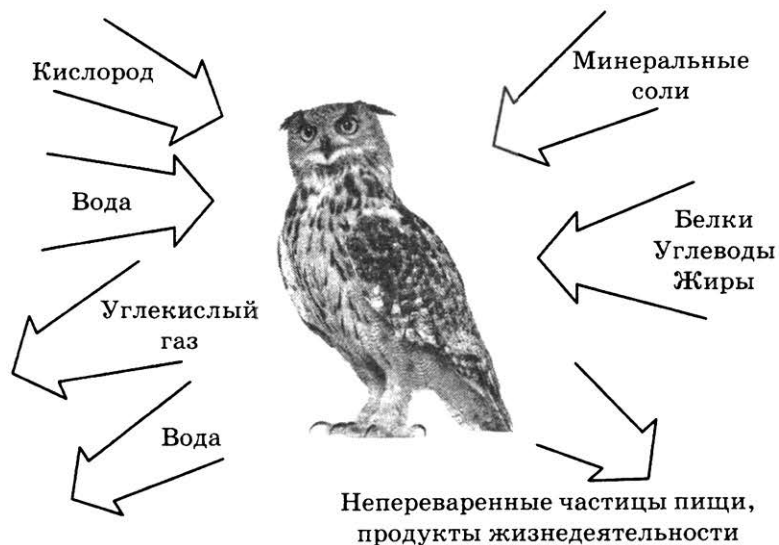 Кислород
Минеральные
соли
Вода
Белки
Углеводы
Жиры
Углекислый
газ
Вода
Непереваренные частицы пищи,
продукты жизнедеятельности